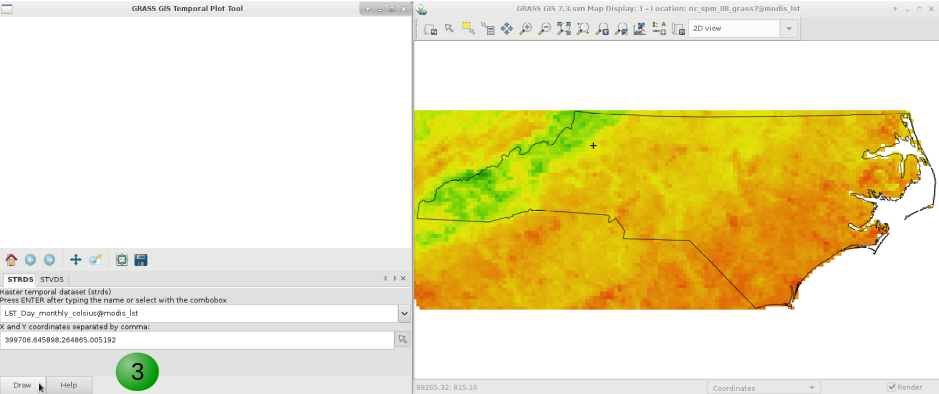 GRASS GIS Temporal Plot Tool
GRASS GIS 7.3.svn Map Display: 1 - Location: nc_spm_08_grass7@modis_lst
2D view
STRDS STVDS
Raster temporal dataset (strds)
Press ENTER after typing the name or select with the combobox
LST_Day_monthly_celsius@modis_lst
X and Y coordinates separated by comma:
399706.645898,264865.005192
3
Draw Help
99265.32; 815.16
Coordinates
Render